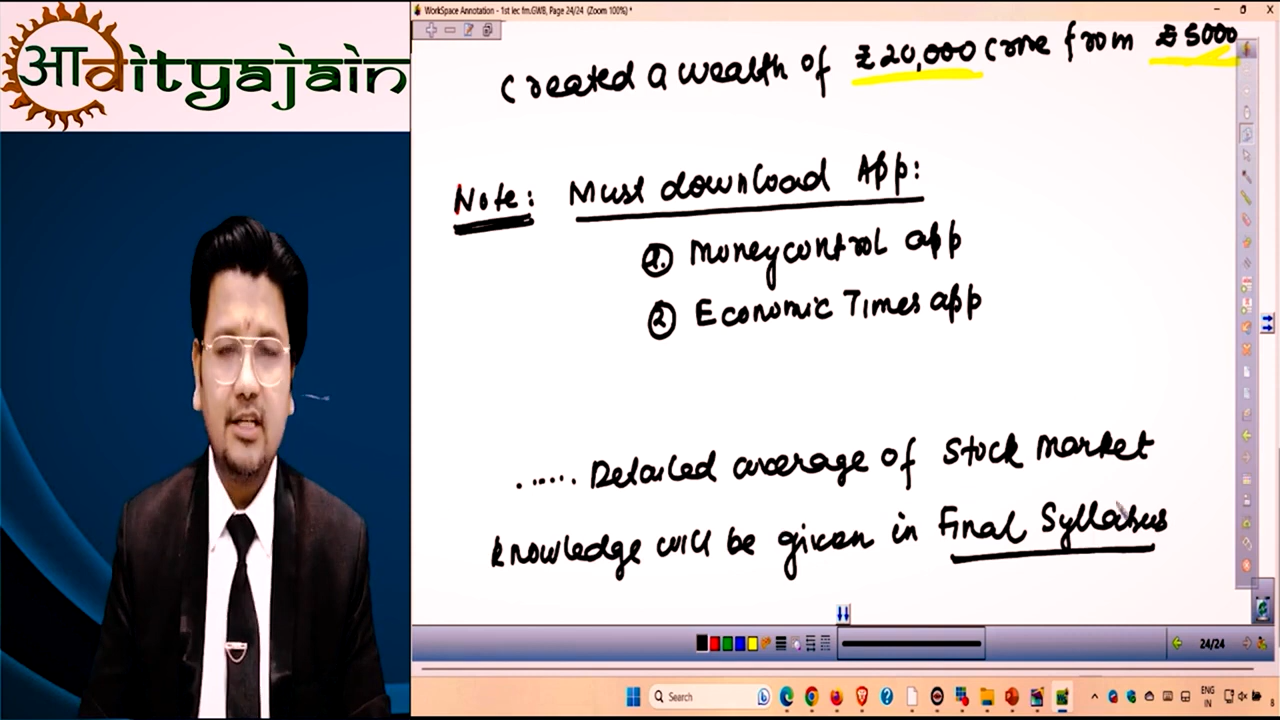 WorkSpace Annotation - 1st lec fm.GWB, Page 24/24 (Zoom 100%) *
आdityajain
Created a wealth of ₹20,000 crore from ₹5000
Note: Must download App:
1. Moneycontrol app
2. Economic Times app
...... Detailed coverage of Stock Market
knowledge will be given in Final Syllabus
24/24
Search
ENG
IN